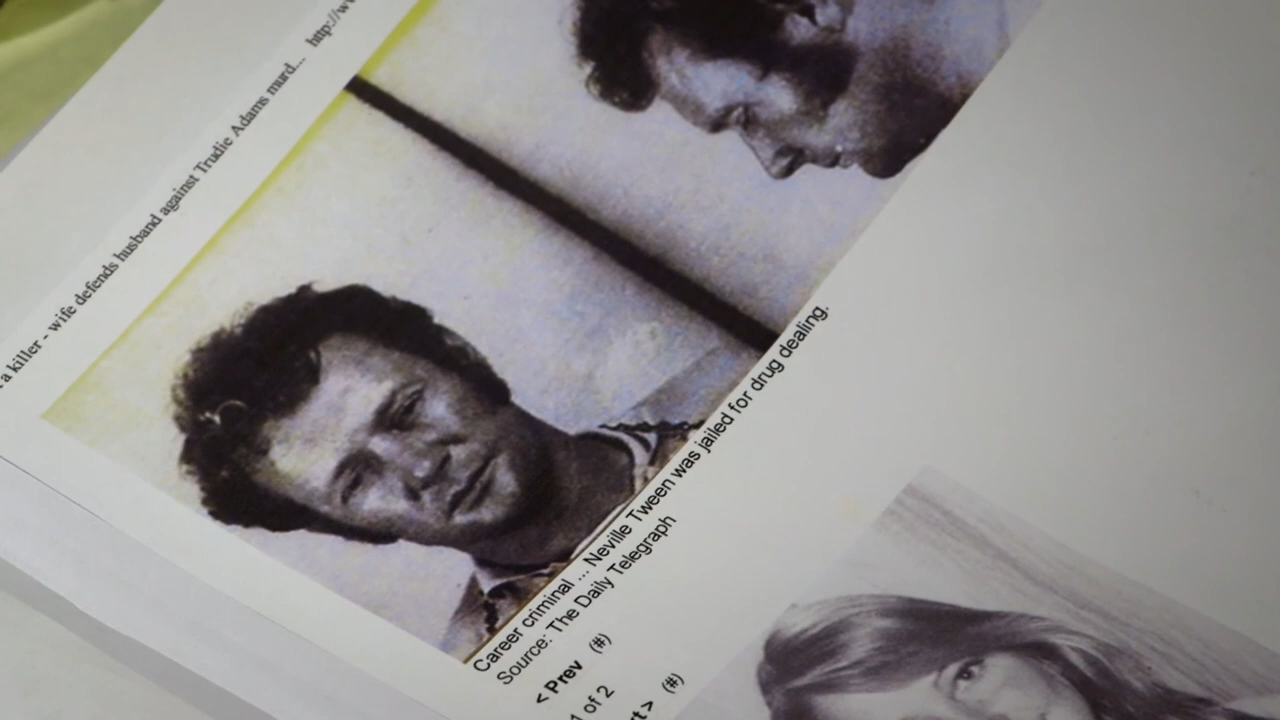 a killer - wife defends husband against Trudie Adams murd... http://w
Career criminal ... Neville Tween was jailed for drug dealing.
Source: The Daily Telegraph
< Prev (#)
1 of 2
rt > (#)